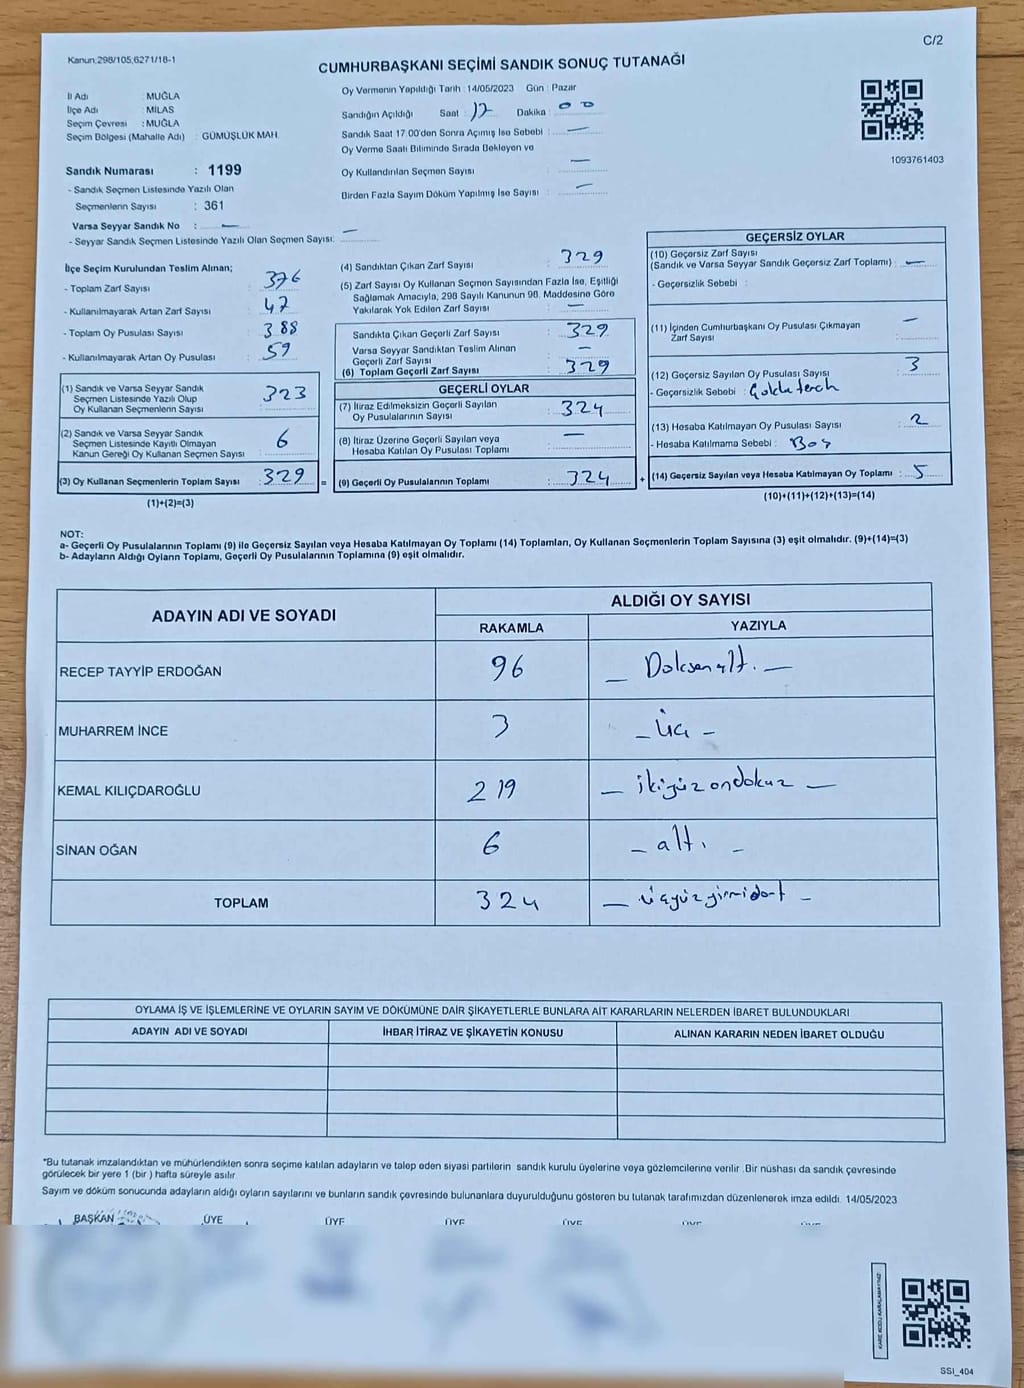 Kanun:298/105,6271/18-1
C/2
CUMHURBAŞKANI SEÇİMİ SANDIK SONUÇ TUTANAĞI
İl Adı : MUĞLA
İlçe Adı : MİLAS
Seçim Çevresi : MUĞLA
Seçim Bölgesi (Mahalle Adı) : GÜMÜŞLÜK MAH.
Oy Vermenin Yapıldığı Tarih : 14/05/2023 Gün : Pazar
Sandığın Açıldığı Saat : 17 Dakika : 00
Sandık Saat 17.00'den Sonra Açımış İse Sebebi : —
Oy Verme Saati Bitiminde Sırada Bekleyen ve
Oy Kullandırılan Seçmen Sayısı : —
Birden Fazla Sayım Döküm Yapılmış İse Sayısı : —
1093761403
Sandık Numarası : 1199
- Sandık Seçmen Listesinde Yazılı Olan
Seçmenlerin Sayısı : 361
Varsa Seyyar Sandık No : —
- Seyyar Sandık Seçmen Listesinde Yazılı Olan Seçmen Sayısı: —
İlçe Seçim Kurulundan Teslim Alınan;
- Toplam Zarf Sayısı : 376
- Kullanılmayarak Artan Zarf Sayısı : 47
- Toplam Oy Pusulası Sayısı : 388
- Kullanılmayarak Artan Oy Pusulası : 59
(1) Sandık ve Varsa Seyyar Sandık
Seçmen Listesinde Yazılı Olup
Oy Kullanan Seçmenlerin Sayısı : 323
(2) Sandık ve Varsa Seyyar Sandık
Seçmen Listesinde Kayıtlı Olmayan
Kanun Gereği Oy Kullanan Seçmen Sayısı : 6
(3) Oy Kullanan Seçmenlerin Toplam Sayısı : 329 =
(1)+(2)=(3)
(4) Sandıktan Çıkan Zarf Sayısı : 329
(5) Zarf Sayısı Oy Kullanan Seçmen Sayısından Fazla İse, Eşitliği
Sağlamak Amacıyla, 298 Sayılı Kanunun 98. Maddesine Göre
Yakılarak Yok Edilen Zarf Sayısı : —
Sandıkta Çıkan Geçerli Zarf Sayısı : 329
Varsa Seyyar Sandıktan Teslim Alınan
Geçerli Zarf Sayısı : —
(6) Toplam Geçerli Zarf Sayısı : 329
GEÇERLİ OYLAR
(7) İtiraz Edilmeksizin Geçerli Sayılan
Oy Pusulalarının Sayısı : 324
(8) İtiraz Üzerine Geçerli Sayılan veya
Hesaba Katılan Oy Pusulası Toplamı : —
(9) Geçerli Oy Pusulalarının Toplamı : 324 +
GEÇERSİZ OYLAR
(10) Geçersiz Zarf Sayısı
(Sandık ve Varsa Seyyar Sandık Geçersiz Zarf Toplamı) : —
- Geçersizlik Sebebi :
(11) İçinden Cumhurbaşkanı Oy Pusulası Çıkmayan
Zarf Sayısı : —
(12) Geçersiz Sayılan Oy Pusulası Sayısı : 3
- Geçersizlik Sebebi : Çoklu tercih
(13) Hesaba Katılmayan Oy Pusulası Sayısı : 2
- Hesaba Katılmama Sebebi : Boş
(14) Geçersiz Sayılan veya Hesaba Katılmayan Oy Toplamı : 5
(10)+(11)+(12)+(13)=(14)
NOT:
a- Geçerli Oy Pusulalarının Toplamı (9) ile Geçersiz Sayılan veya Hesaba Katılmayan Oy Toplamı (14) Toplamları, Oy Kullanan Seçmenlerin Toplam Sayısına (3) eşit olmalıdır. (9)+(14)=(3)
b- Adayların Aldığı Oyların Toplamı, Geçerli Oy Pusulalarının Toplamına (9) eşit olmalıdır.
ADAYIN ADI VE SOYADI ALDIĞI OY SAYISI
RAKAMLA YAZIYLA
RECEP TAYYİP ERDOĞAN 96 — Doksanaltı —
MUHARREM İNCE 3 — üç —
KEMAL KILIÇDAROĞLU 219 — ikiyüzondokuz —
SİNAN OĞAN 6 — altı —
TOPLAM 324 — üçyüzyirmidört —
OYLAMA İŞ VE İŞLEMLERİNE VE OYLARIN SAYIM VE DÖKÜMÜNE DAİR ŞİKAYETLERLE BUNLARA AİT KARARLARIN NELERDEN İBARET BULUNDUKLARI
ADAYIN ADI VE SOYADI İHBAR İTİRAZ VE ŞİKAYETİN KONUSU ALINAN KARARIN NEDEN İBARET OLDUĞU
*Bu tutanak imzalandıktan ve mühürlendikten sonra seçime katılan adayların ve talep eden siyasi partilerin sandık kurulu üyelerine veya gözlemcilerine verilir. Bir nüshası da sandık çevresinde
görülecek bir yere 1 (bir ) hafta süreyle asılır.
Sayım ve döküm sonucunda adayların aldığı oyların sayılarını ve bunların sandık çevresinde bulunanlara duyurulduğunu gösteren bu tutanak tarafımızdan düzenlenerek imza edildi. 14/05/2023
BAŞKAN ÜYE ÜYE ÜYE ÜYE
KARE KODU KARALAMAYINIZ
SSI_404